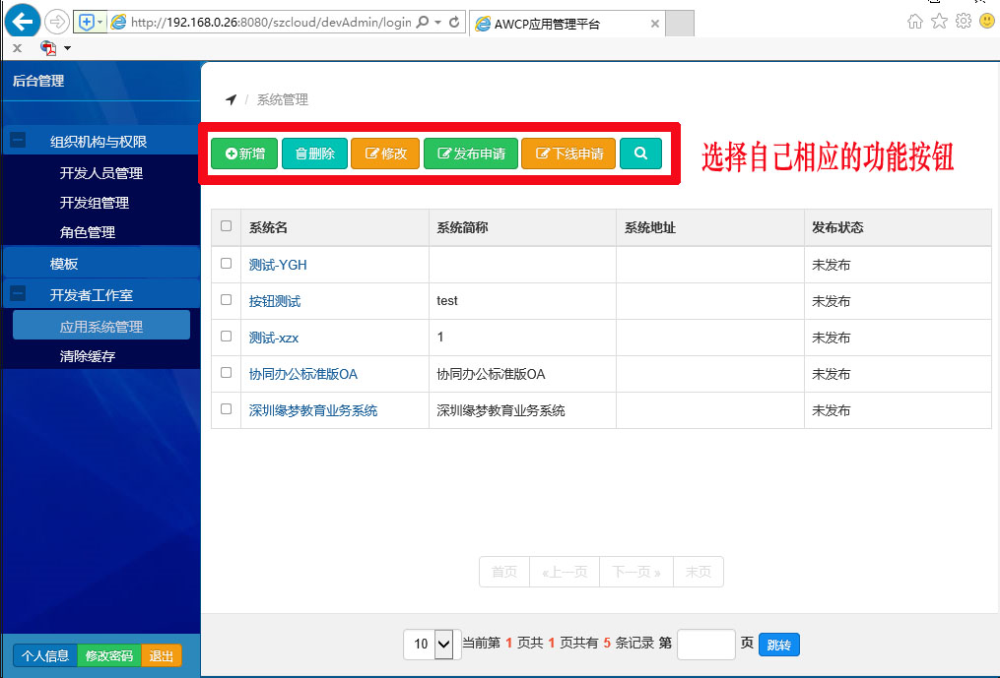 http://192.168.0.26:8080/szcloud/devAdmin/login
AWCP应用管理平台
后台管理
组织机构与权限
开发人员管理
开发组管理
角色管理
模板
开发者工作室
应用系统管理
清除缓存
个人信息 修改密码 退出
/ 系统管理
新增 删除 修改 发布申请 下线申请
选择自己相应的功能按钮
系统名 系统简称 系统地址 发布状态
测试-YGH 未发布
按钮测试 test 未发布
测试-xzx 1 未发布
协同办公标准版OA 协同办公标准版OA 未发布
深圳缘梦教育业务系统 深圳缘梦教育业务系统 未发布
首页 «上一页 下一页 » 末页
10 当前第 1 页共 1 页共有 5 条记录 第 页 跳转